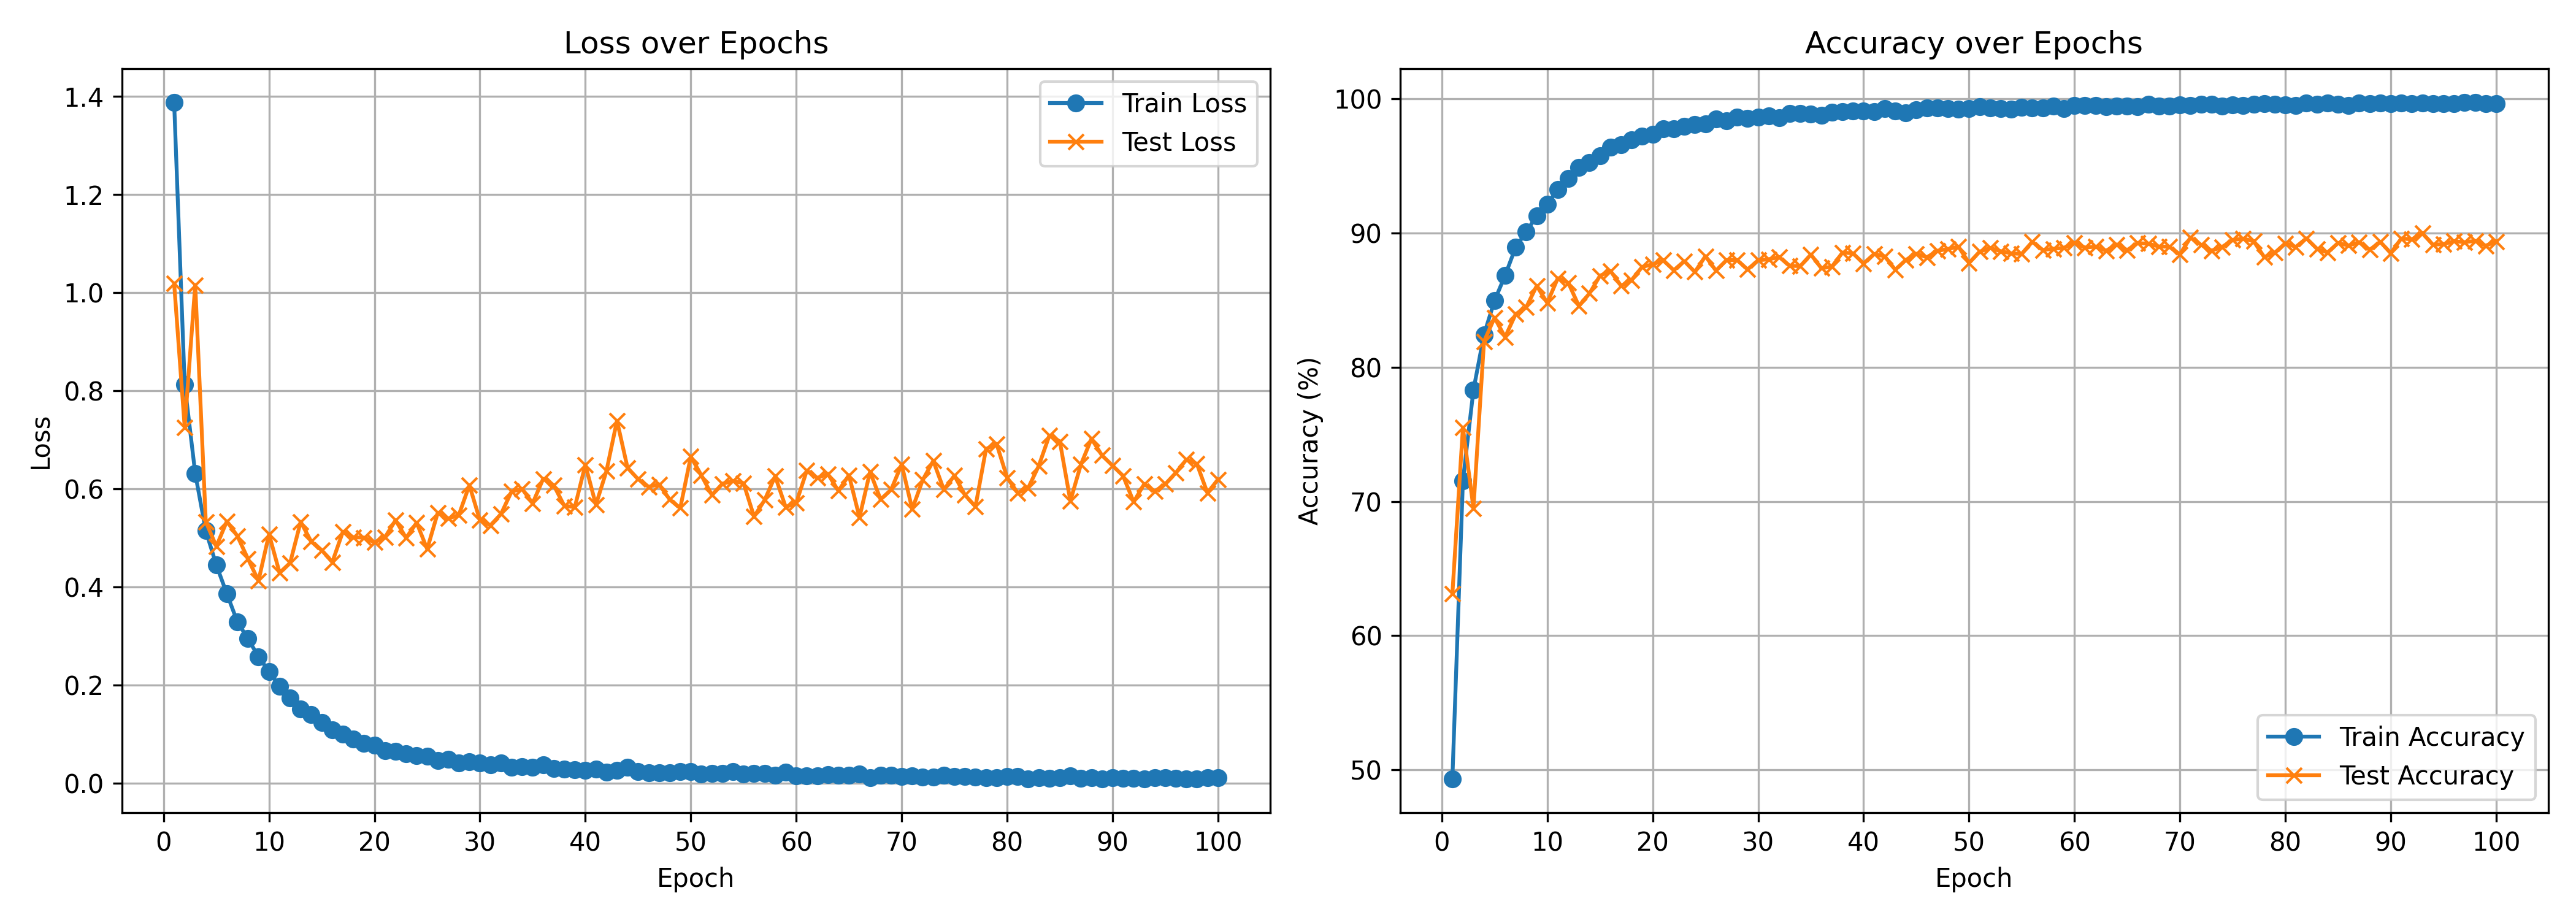 Loss over Epochs
1.4
1.2
1.0
0.8
0.6
0.4
0.2
0.0
Loss
Train Loss
Test Loss
0 10 20 30 40 50 60 70 80 90 100
Epoch
Accuracy over Epochs
100
90
80
70
60
50
Accuracy (%)
Train Accuracy
Test Accuracy
0 10 20 30 40 50 60 70 80 90 100
Epoch